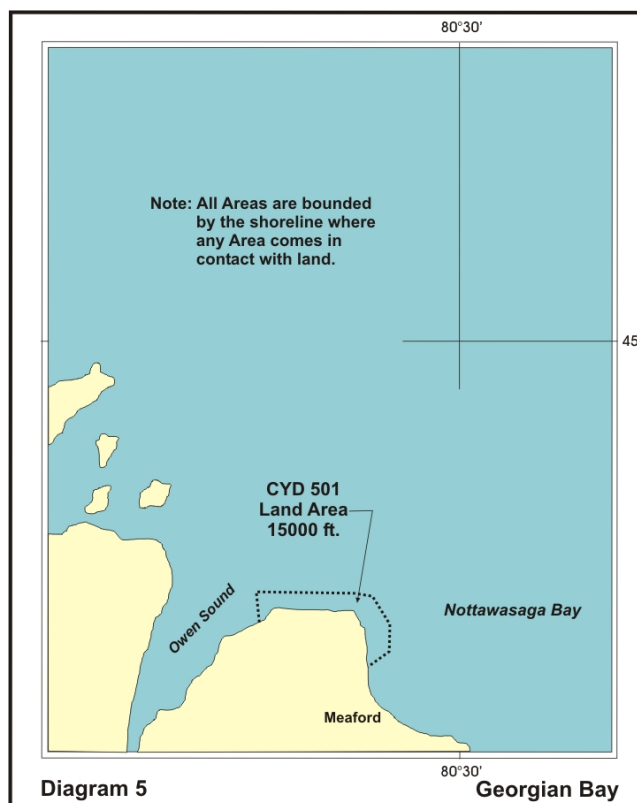 80°30'
Note: All Areas are bounded
by the shoreline where
any Area comes in
contact with land.
45
CYD 501
Land Area
15000 ft.
Owen Sound
Nottawasaga Bay
Meaford
80°30'
Diagram 5
Georgian Bay